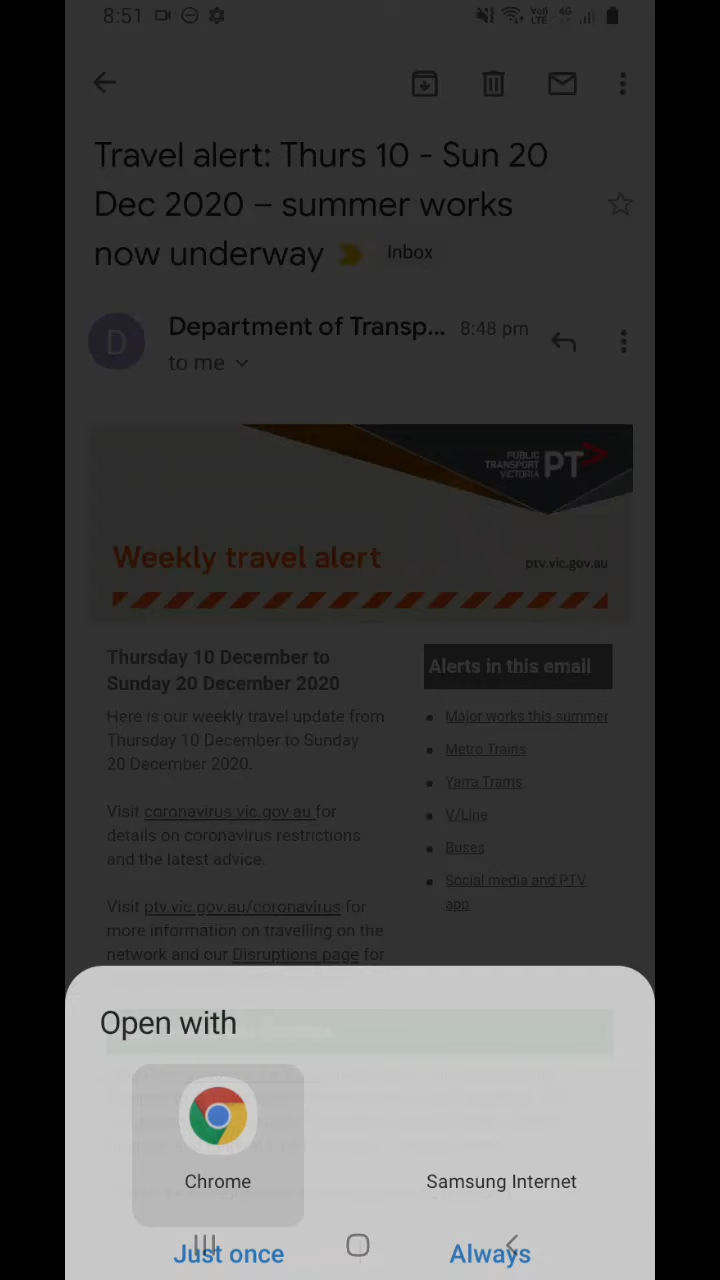 8:51
Vo)) LTE 4G
Travel alert: Thurs 10 - Sun 20
Dec 2020 – summer works
now underway Inbox
D
Department of Transp... 8:48 pm
to me
PUBLIC
TRANSPORT
VICTORIA PT
Weekly travel alert
ptv.vic.gov.au
Thursday 10 December to
Sunday 20 December 2020
Here is our weekly travel update from
Thursday 10 December to Sunday
20 December 2020.
Visit coronavirus.vic.gov.au for
details on coronavirus restrictions
and the latest advice.
Visit ptv.vic.gov.au/coronavirus for
more information on travelling on the
network and our Disruptions page for
Alerts in this email
Major works this summer
Metro Trains
Yarra Trams
V/Line
Buses
Social media and PTV
app
Open with
Chrome
Samsung Internet
Just once
Always